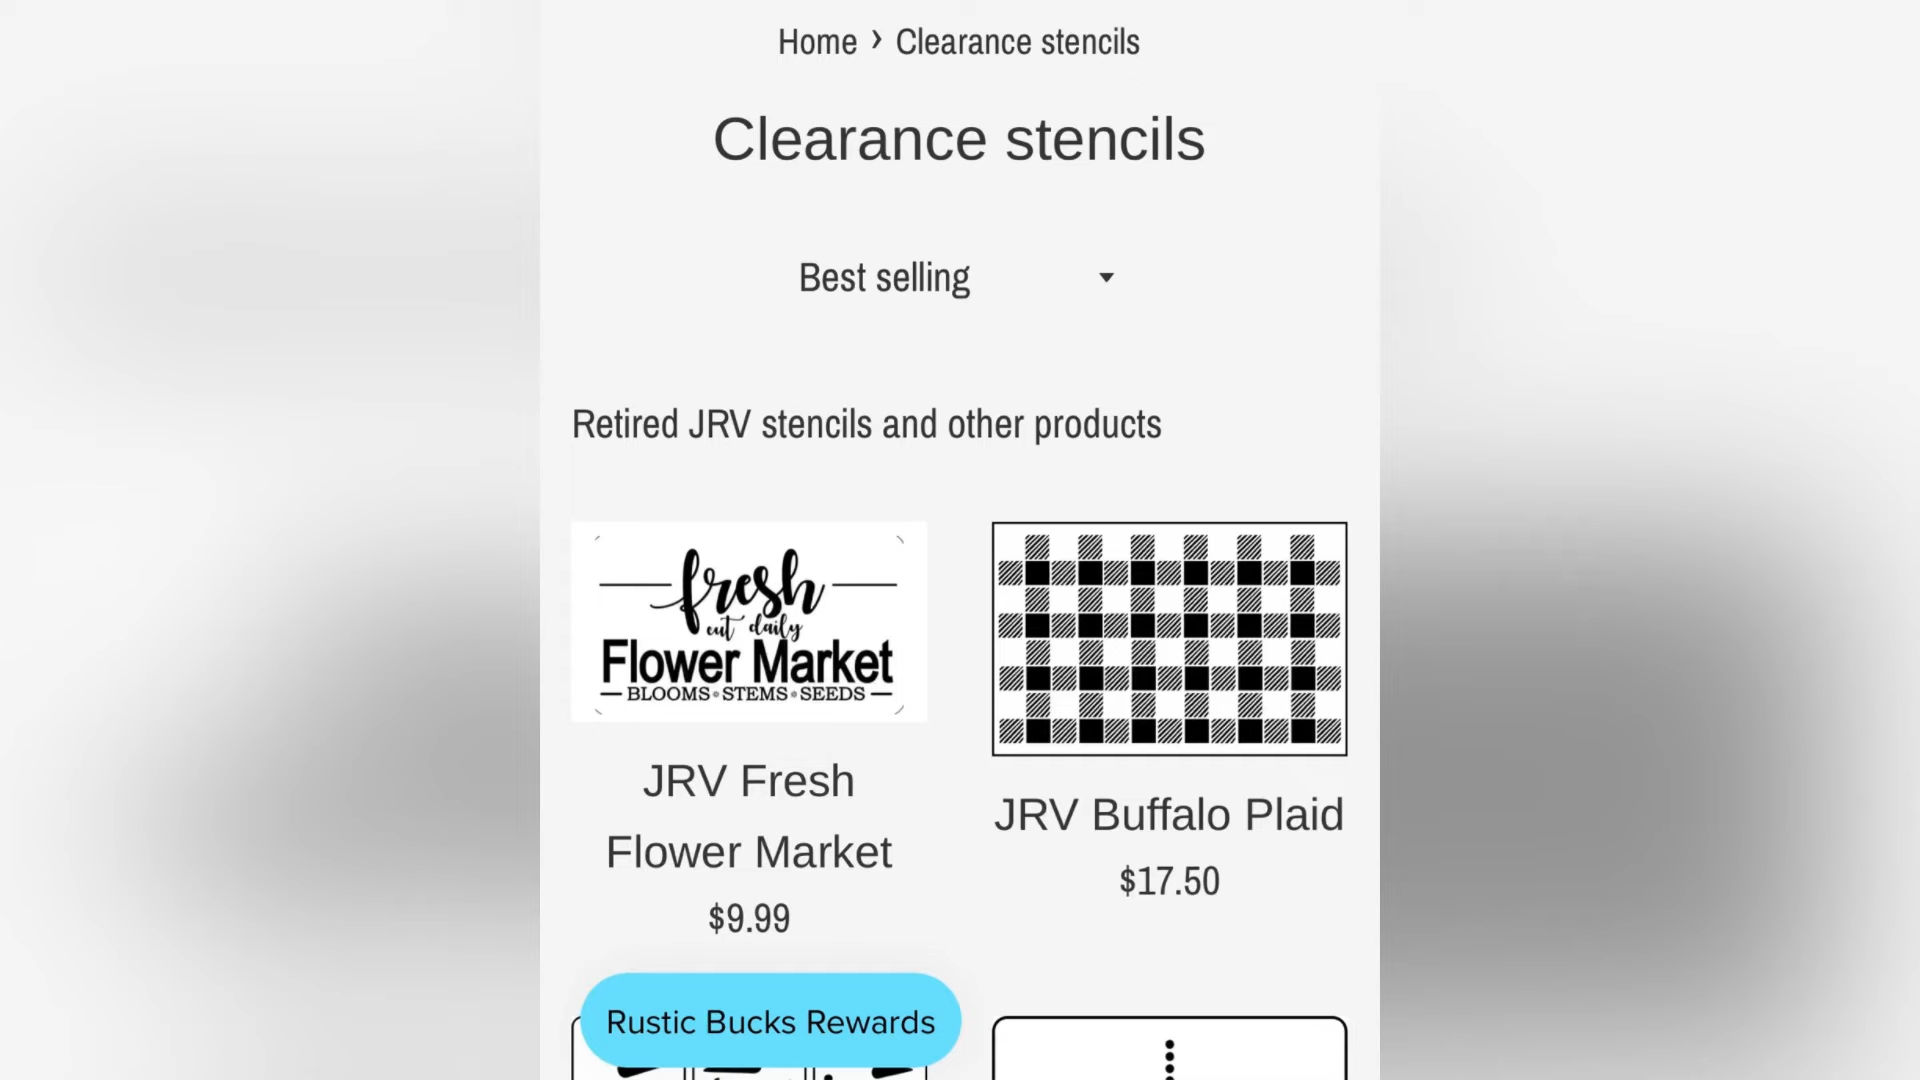 Home › Clearance stencils
Clearance stencils
Best selling
Retired JRV stencils and other products
fresh
cut daily
Flower Market
BLOOMS•STEMS•SEEDS
JRV Fresh
Flower Market
$9.99
JRV Buffalo Plaid
$17.50
Rustic Bucks Rewards